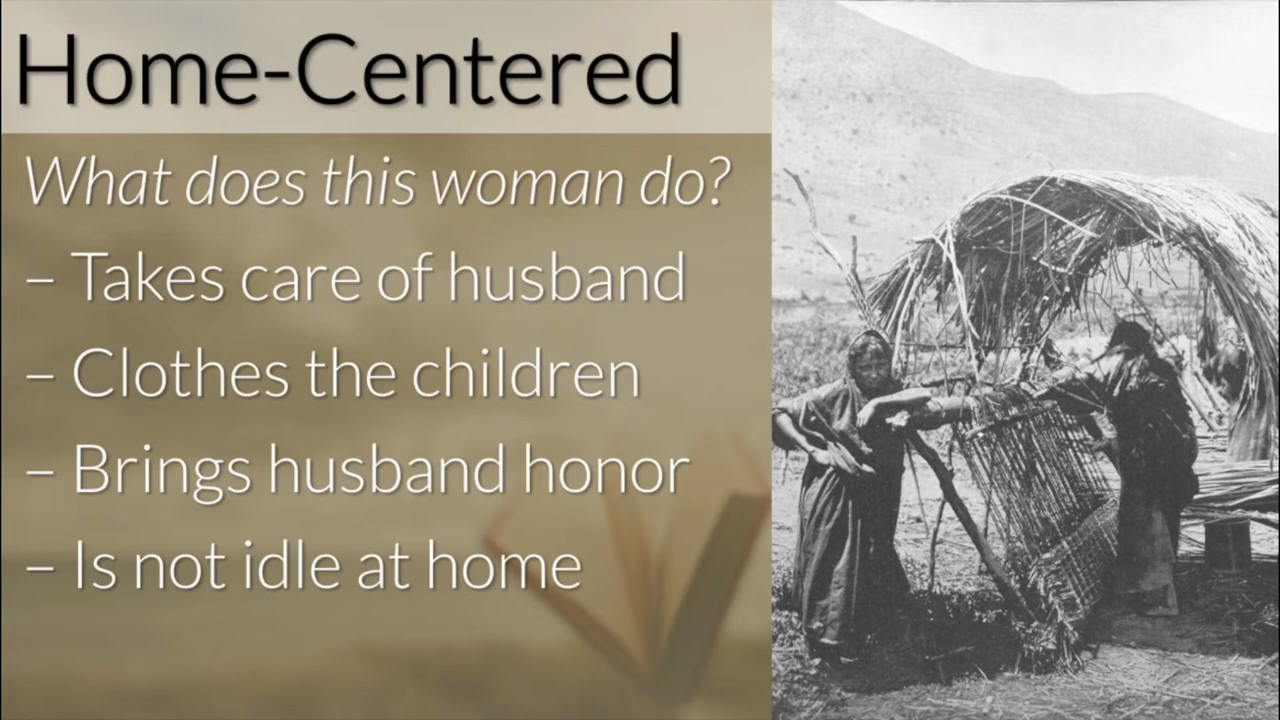 Home-Centered
What does this woman do?
– Takes care of husband
– Clothes the children
– Brings husband honor
– Is not idle at home